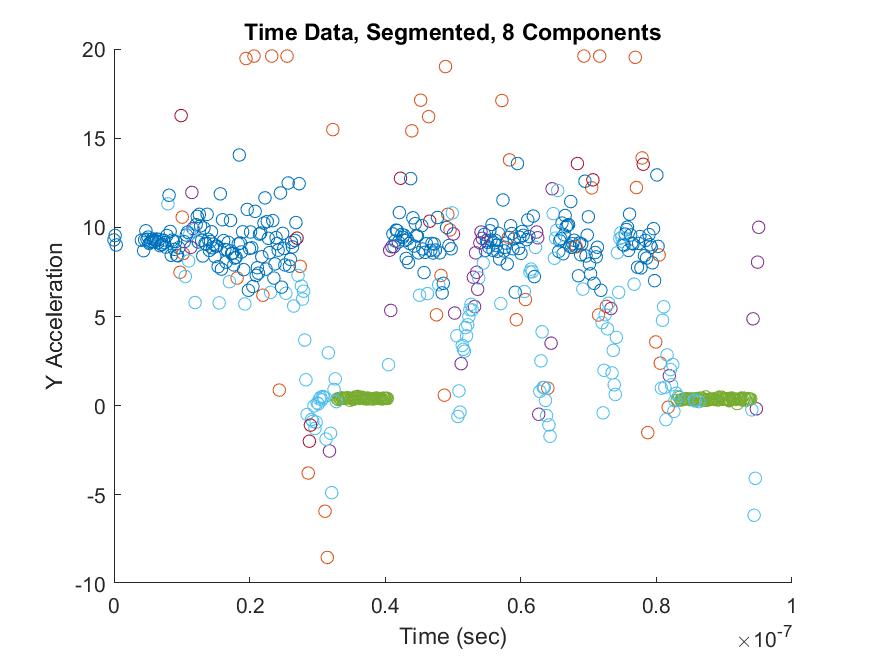 Time Data, Segmented, 8 Components
20
15
10
5
0
-5
-10
Y Acceleration
0 0.2 0.4 0.6 0.8 1
Time (sec)
×10-7